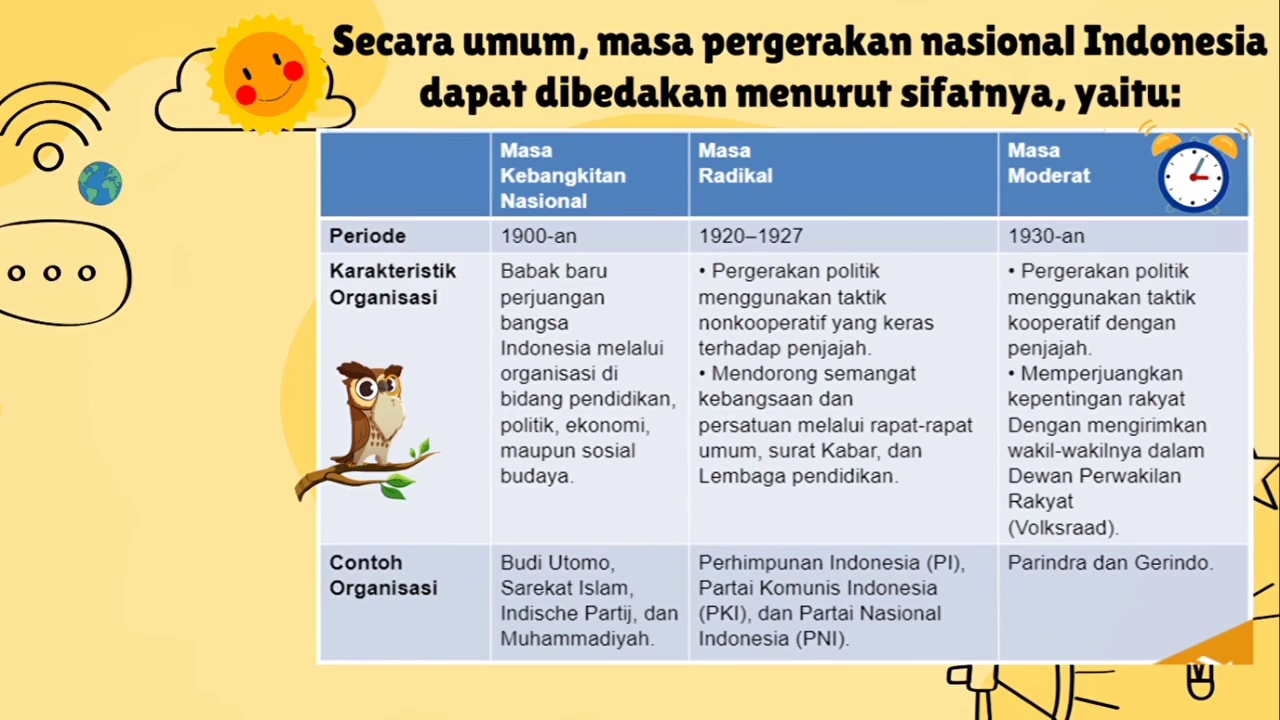 Secara umum, masa pergerakan nasional Indonesia
dapat dibedakan menurut sifatnya, yaitu:
Masa
Kebangkitan
Nasional
Masa
Radikal
Masa
Moderat
Periode
1900-an
1920–1927
1930-an
Karakteristik
Organisasi
Babak baru
perjuangan
bangsa
Indonesia melalui
organisasi di
bidang pendidikan,
politik, ekonomi,
maupun sosial
budaya.
• Pergerakan politik
menggunakan taktik
nonkooperatif yang keras
terhadap penjajah.
• Mendorong semangat
kebangsaan dan
persatuan melalui rapat-rapat
umum, surat Kabar, dan
Lembaga pendidikan.
• Pergerakan politik
menggunakan taktik
kooperatif dengan
penjajah.
• Memperjuangkan
kepentingan rakyat
Dengan mengirimkan
wakil-wakilnya dalam
Dewan Perwakilan
Rakyat
(Volksraad).
Contoh
Organisasi
Budi Utomo,
Sarekat Islam,
Indische Partij, dan
Muhammadiyah.
Perhimpunan Indonesia (PI),
Partai Komunis Indonesia
(PKI), dan Partai Nasional
Indonesia (PNI).
Parindra dan Gerindo.